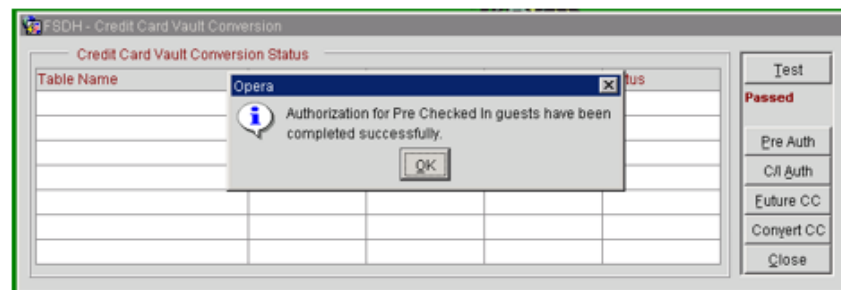 FSDH - Credit Card Vault Conversion
Credit Card Vault Conversion Status
Table Name
tus
Opera
Authorization for Pre Checked In guests have been
completed successfully.
OK
Test
Passed
Pre Auth
C/I Auth
Future CC
Convert CC
Close